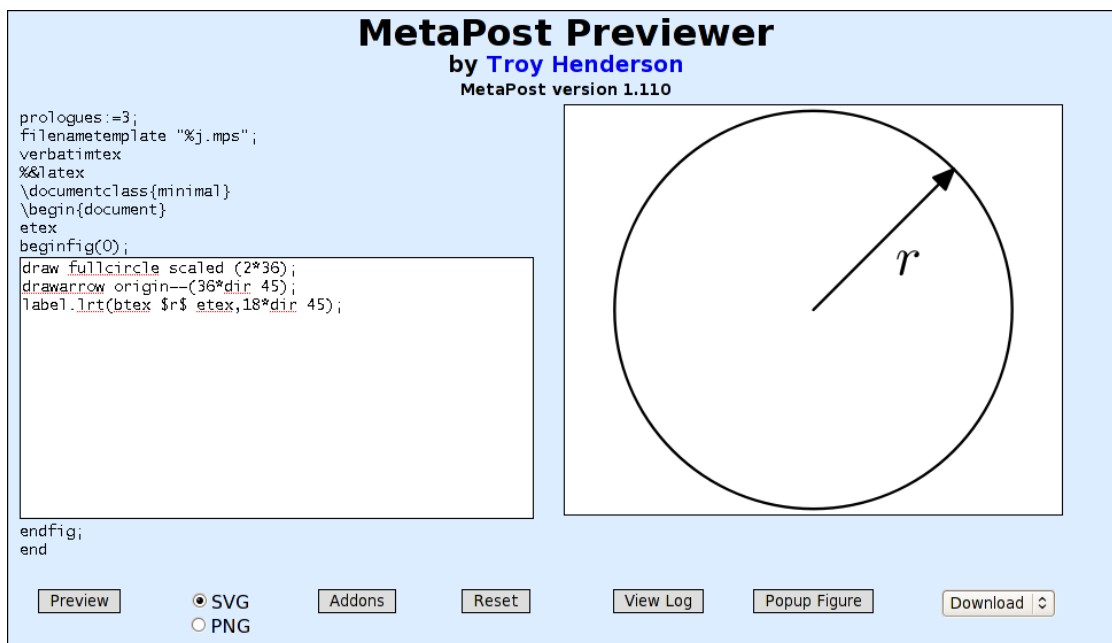 MetaPost Previewer
by Troy Henderson
MetaPost version 1.110
prologues:=3;
filenametemplate "%j.mps";
verbatimtex
%&latex
\documentclass{minimal}
\begin{document}
etex
beginfig(0);
draw fullcircle scaled (2*36);
drawarrow origin--(36*dir 45);
label.lrt(btex $r$ etex,18*dir 45);
r
endfig;
end
Preview
SVG
PNG
Addons
Reset
View Log
Popup Figure
Download